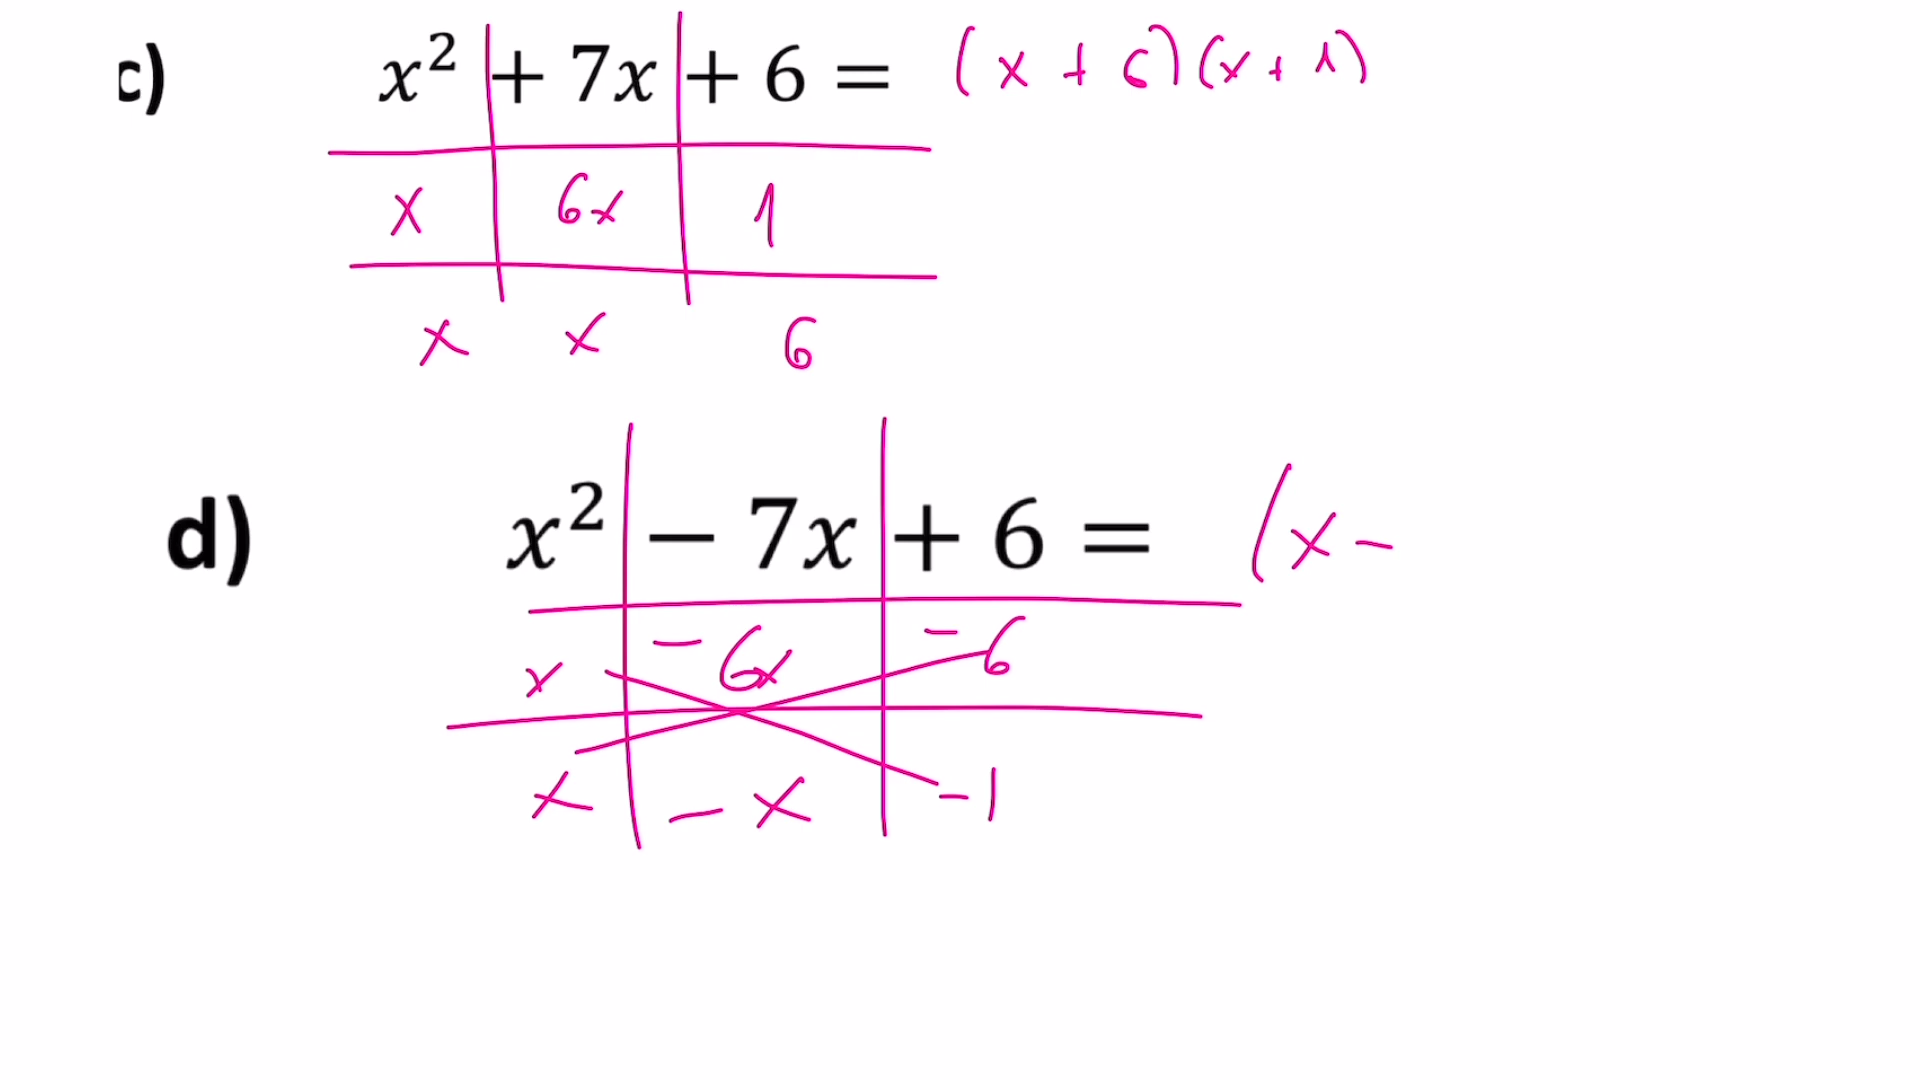 c) x² + 7x + 6 = (x + 6)(x + 1)
x 6x 1
x x 6
d) x² − 7x + 6 = (x −
x −6x −6
x −x −1